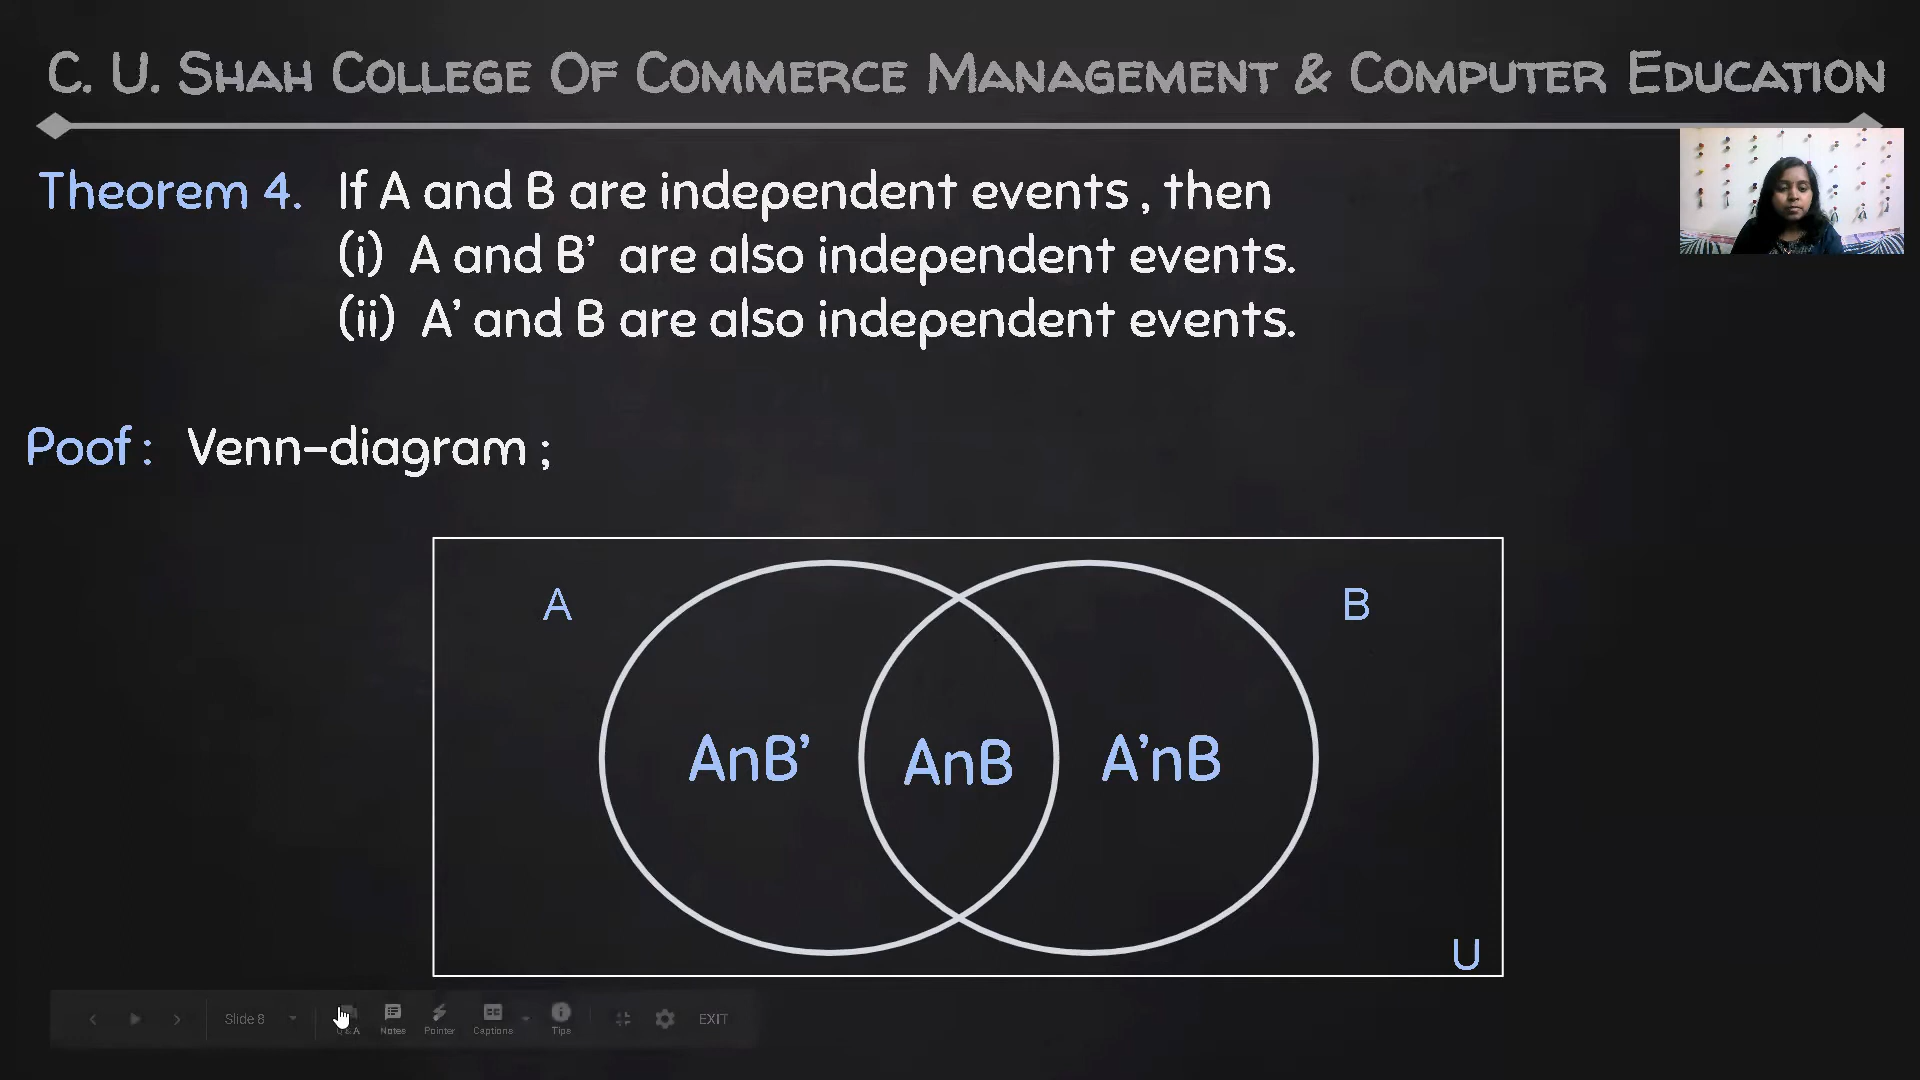 C. U. SHAH COLLEGE OF COMMERCE MANAGEMENT & COMPUTER EDUCATION
Theorem 4. If A and B are independent events , then
(i) A and B’ are also independent events.
(ii) A’ and B are also independent events.
Poof : Venn-diagram ;
A B
AnB’ AnB A’nB
U
Slide 8 Q&A Notes Pointer Captions Tips EXIT